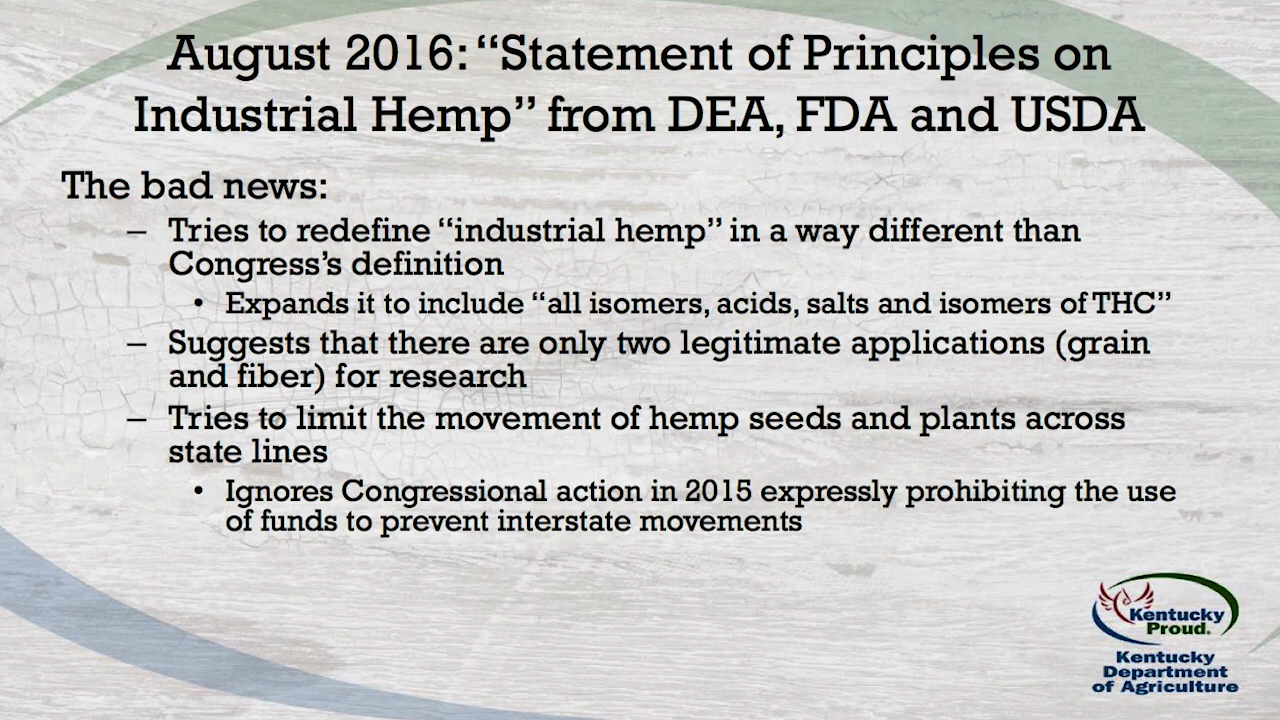 August 2016: “Statement of Principles on
Industrial Hemp” from DEA, FDA and USDA
The bad news:
– Tries to redefine “industrial hemp” in a way different than
Congress’s definition
• Expands it to include “all isomers, acids, salts and isomers of THC”
– Suggests that there are only two legitimate applications (grain
and fiber) for research
– Tries to limit the movement of hemp seeds and plants across
state lines
• Ignores Congressional action in 2015 expressly prohibiting the use
of funds to prevent interstate movements
Kentucky
Proud.
Kentucky
Department
of Agriculture